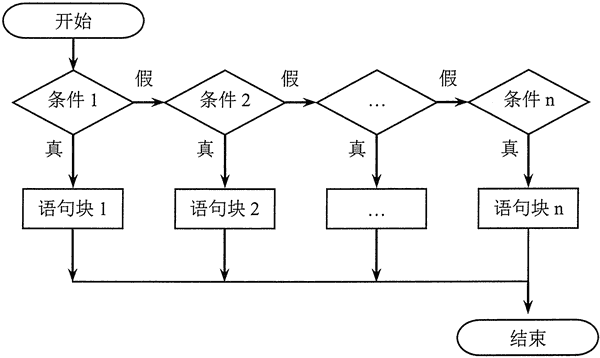 开始
假 假 假
条件 1 条件 2 … 条件 n
真 真 真 真
语句块 1 语句块 2 … 语句块 n
结束